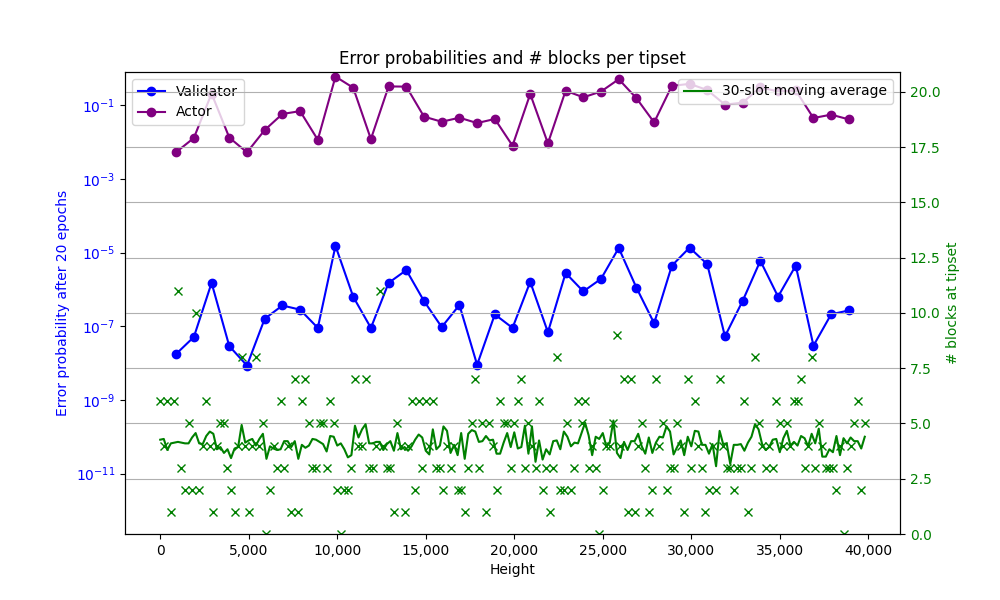 Error probabilities and # blocks per tipset
Validator
Actor
30-slot moving average
Error probability after 20 epochs
10⁻¹
10⁻³
10⁻⁵
10⁻⁷
10⁻⁹
10⁻¹¹
20.0
17.5
15.0
12.5
10.0
7.5
5.0
2.5
0.0
# blocks at tipset
0 5,000 10,000 15,000 20,000 25,000 30,000 35,000 40,000
Height